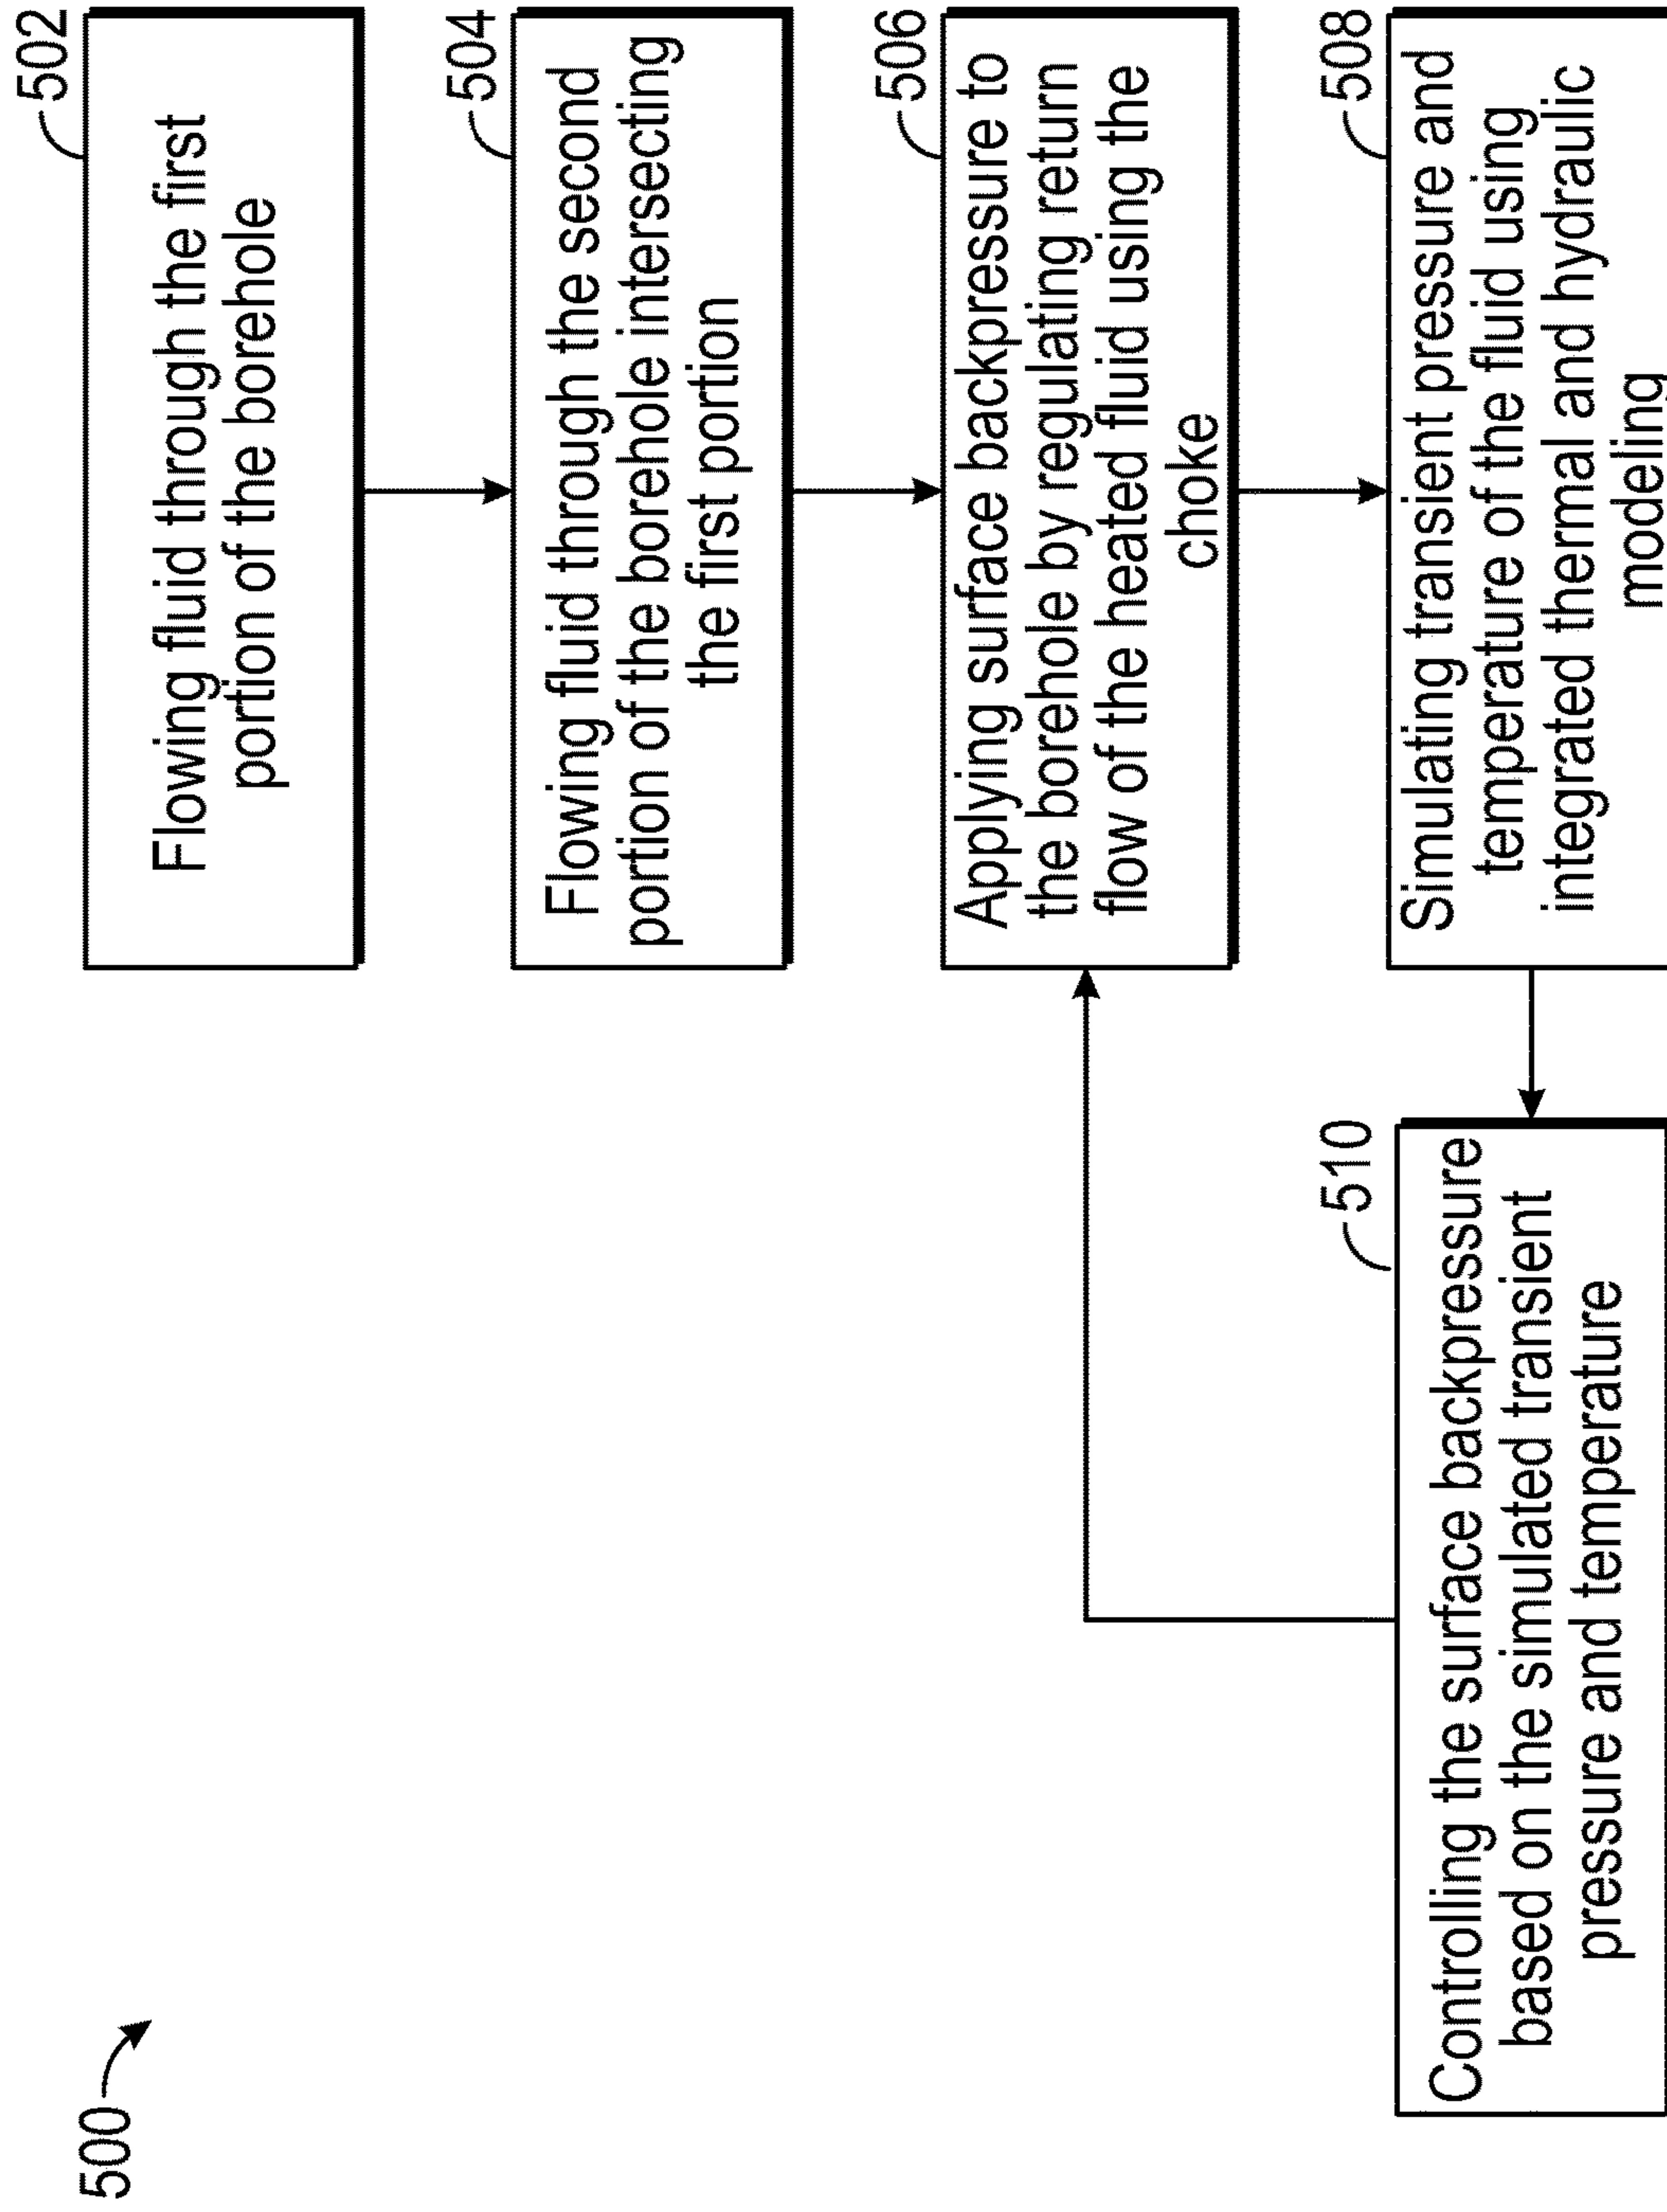 500
502
Flowing fluid through the first
portion of the borehole
504
Flowing fluid through the second
portion of the borehole intersecting
the first portion
506
Applying surface backpressure to
the borehole by regulating return
flow of the heated fluid using the
choke
508
Simulating transient pressure and
temperature of the fluid using
integrated thermal and hydraulic
modeling
510
Controlling the surface backpressure
based on the simulated transient
pressure and temperature